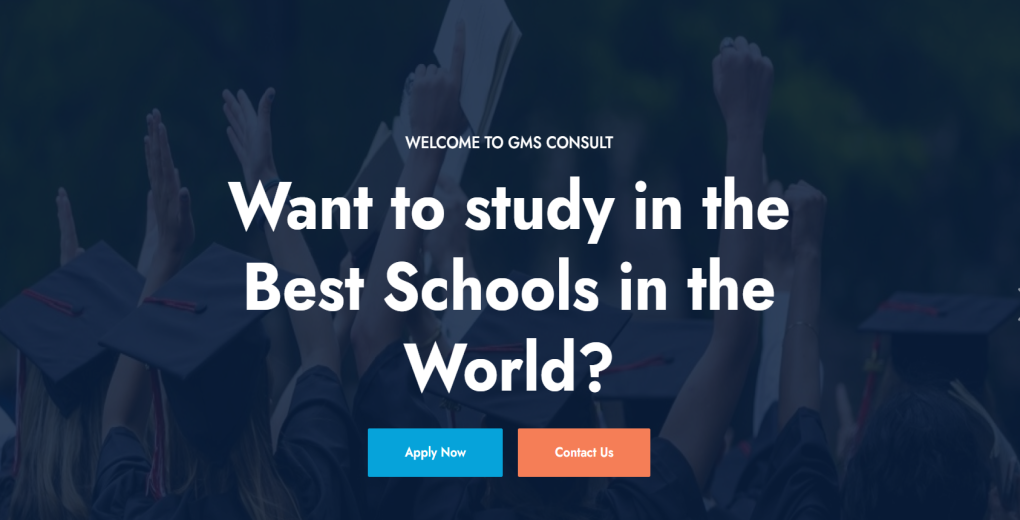 WELCOME TO GMS CONSULT
Want to study in the
Best Schools in the
World?
Apply Now
Contact Us